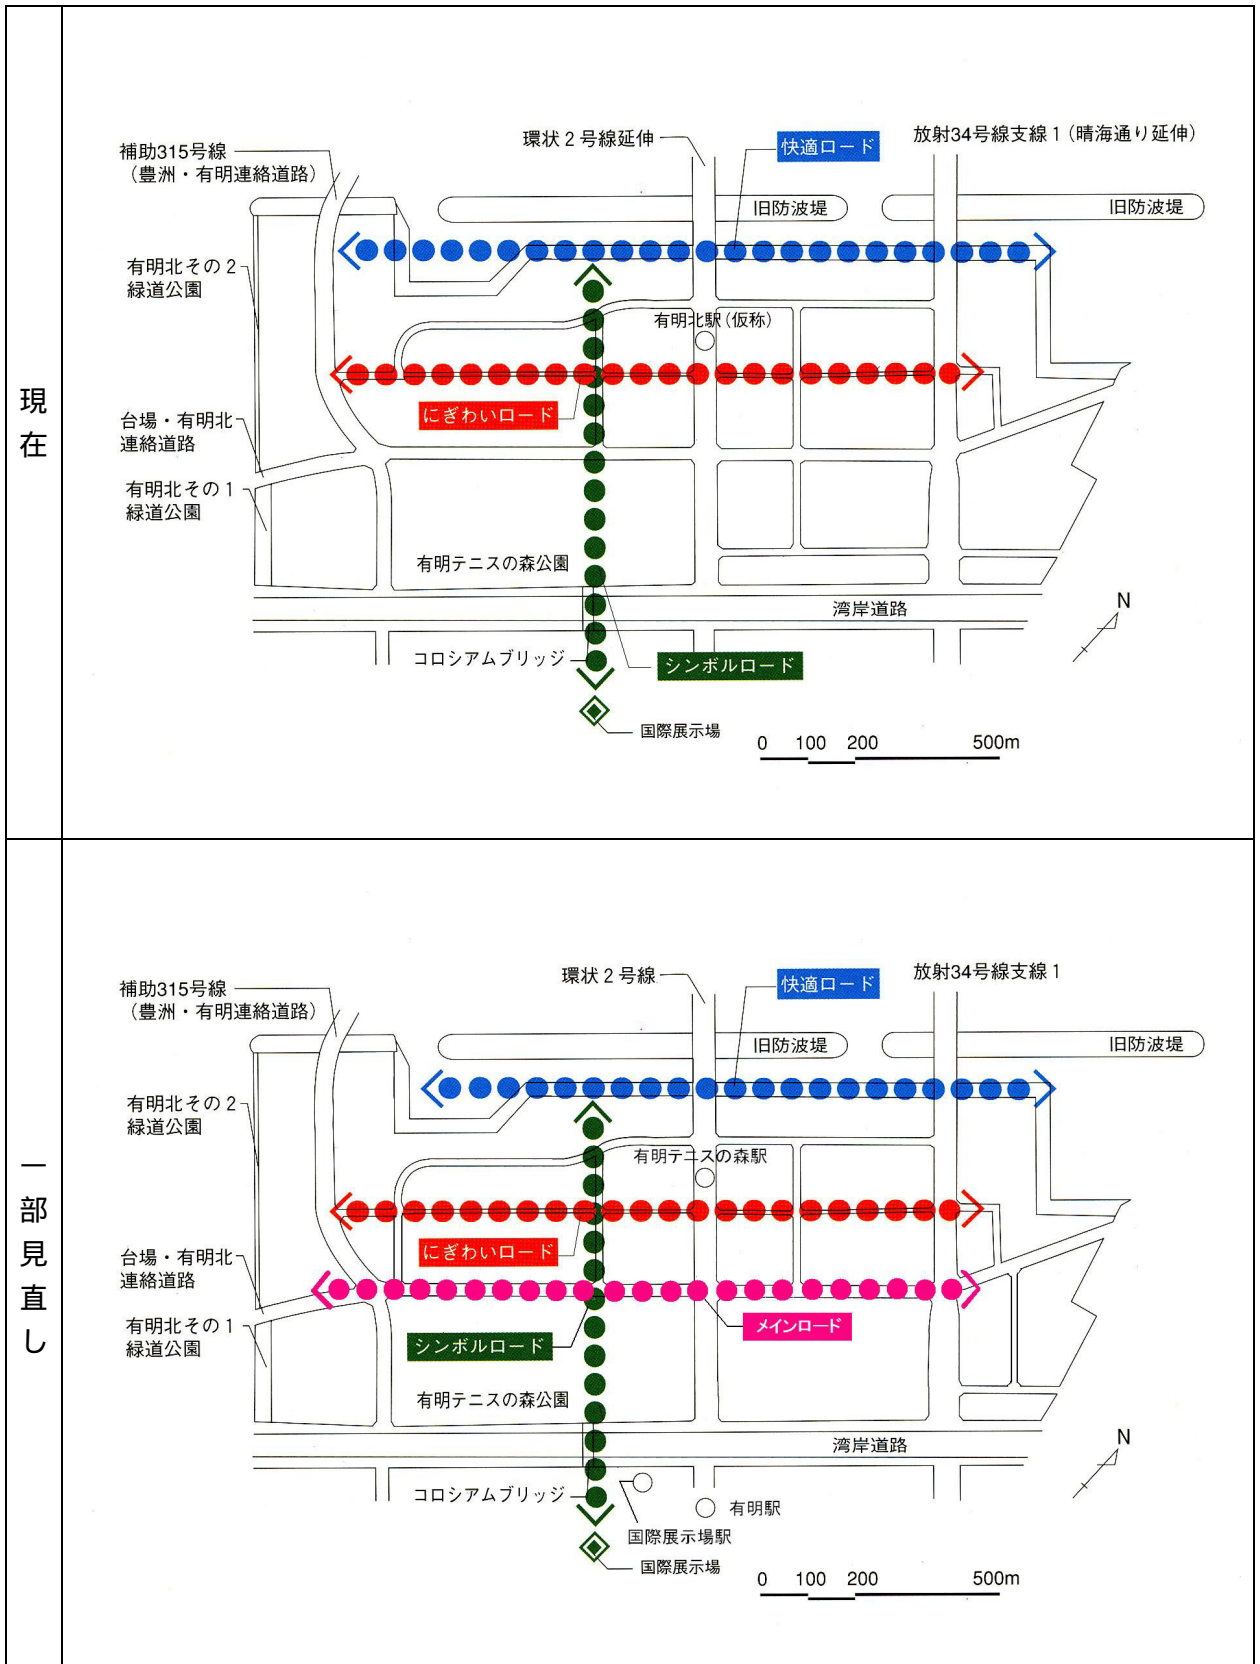 現在
環状２号線延伸
快適ロード
放射34号線支線１（晴海通り延伸）
補助315号線
（豊洲・有明連絡道路）
旧防波堤
旧防波堤
有明北その２
緑道公園
有明北駅（仮称）
にぎわいロード
台場・有明北
連絡道路
有明北その１
緑道公園
有明テニスの森公園
湾岸道路
N
コロシアムブリッジ
シンボルロード
国際展示場
0 100 200 500m
一部見直し
環状２号線
快適ロード
放射34号線支線１
補助315号線
（豊洲・有明連絡道路）
旧防波堤
旧防波堤
有明北その２
緑道公園
有明テニスの森駅
にぎわいロード
台場・有明北
連絡道路
メインロード
有明北その１
緑道公園
シンボルロード
有明テニスの森公園
湾岸道路
N
コロシアムブリッジ
有明駅
国際展示場駅
国際展示場
0 100 200 500m